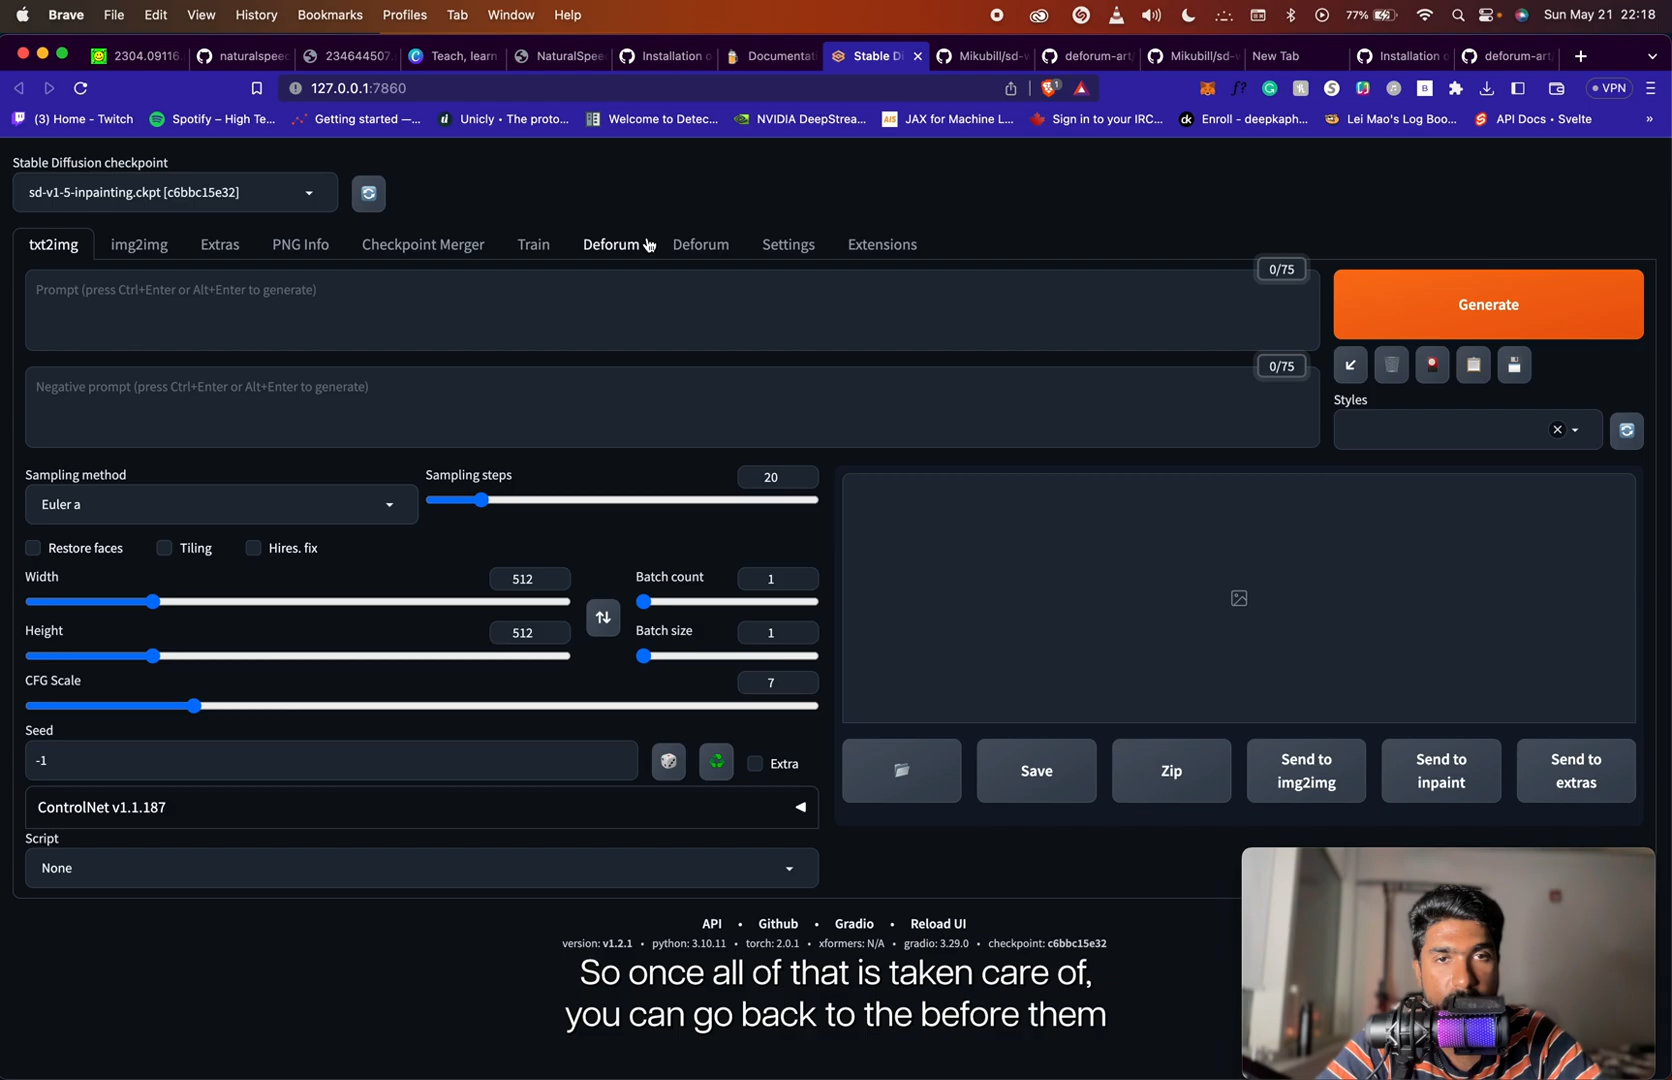 Brave File Edit View History Bookmarks Profiles Tab Window Help 77% Sun May 21 22:18
2304.09116 naturalspee 234644507. Teach, learn NaturalSpee Installation o Documentat Stable Di Mikubill/sd-w deforum-art/ Mikubill/sd-w New Tab Installation o deforum-art/
127.0.0.1:7860 1 VPN
(3) Home - Twitch Spotify – High Te... Getting started —... Unicly • The proto... Welcome to Detec... NVIDIA DeepStrea... AIS JAX for Machine L... Sign in to your IRC... dk Enroll - deepkaph... Lei Mao's Log Boo... API Docs • Svelte »
Stable Diffusion checkpoint
sd-v1-5-inpainting.ckpt [c6bbc15e32]
txt2img img2img Extras PNG Info Checkpoint Merger Train Deforum Deforum Settings Extensions
0/75
Prompt (press Ctrl+Enter or Alt+Enter to generate)
Generate
0/75
Negative prompt (press Ctrl+Enter or Alt+Enter to generate)
Styles
Sampling method
Euler a
Sampling steps
20
Restore faces Tiling Hires. fix
Width
512
Batch count
1
Height
512
Batch size
1
CFG Scale
7
Seed
-1
Extra
ControlNet v1.1.187
Script
None
Save
Zip
Send to
img2img
Send to
inpaint
Send to
extras
API • Github • Gradio • Reload UI
version: v1.2.1 • python: 3.10.11 • torch: 2.0.1 • xformers: N/A • gradio: 3.29.0 • checkpoint: c6bbc15e32
So once all of that is taken care of,
you can go back to the before them